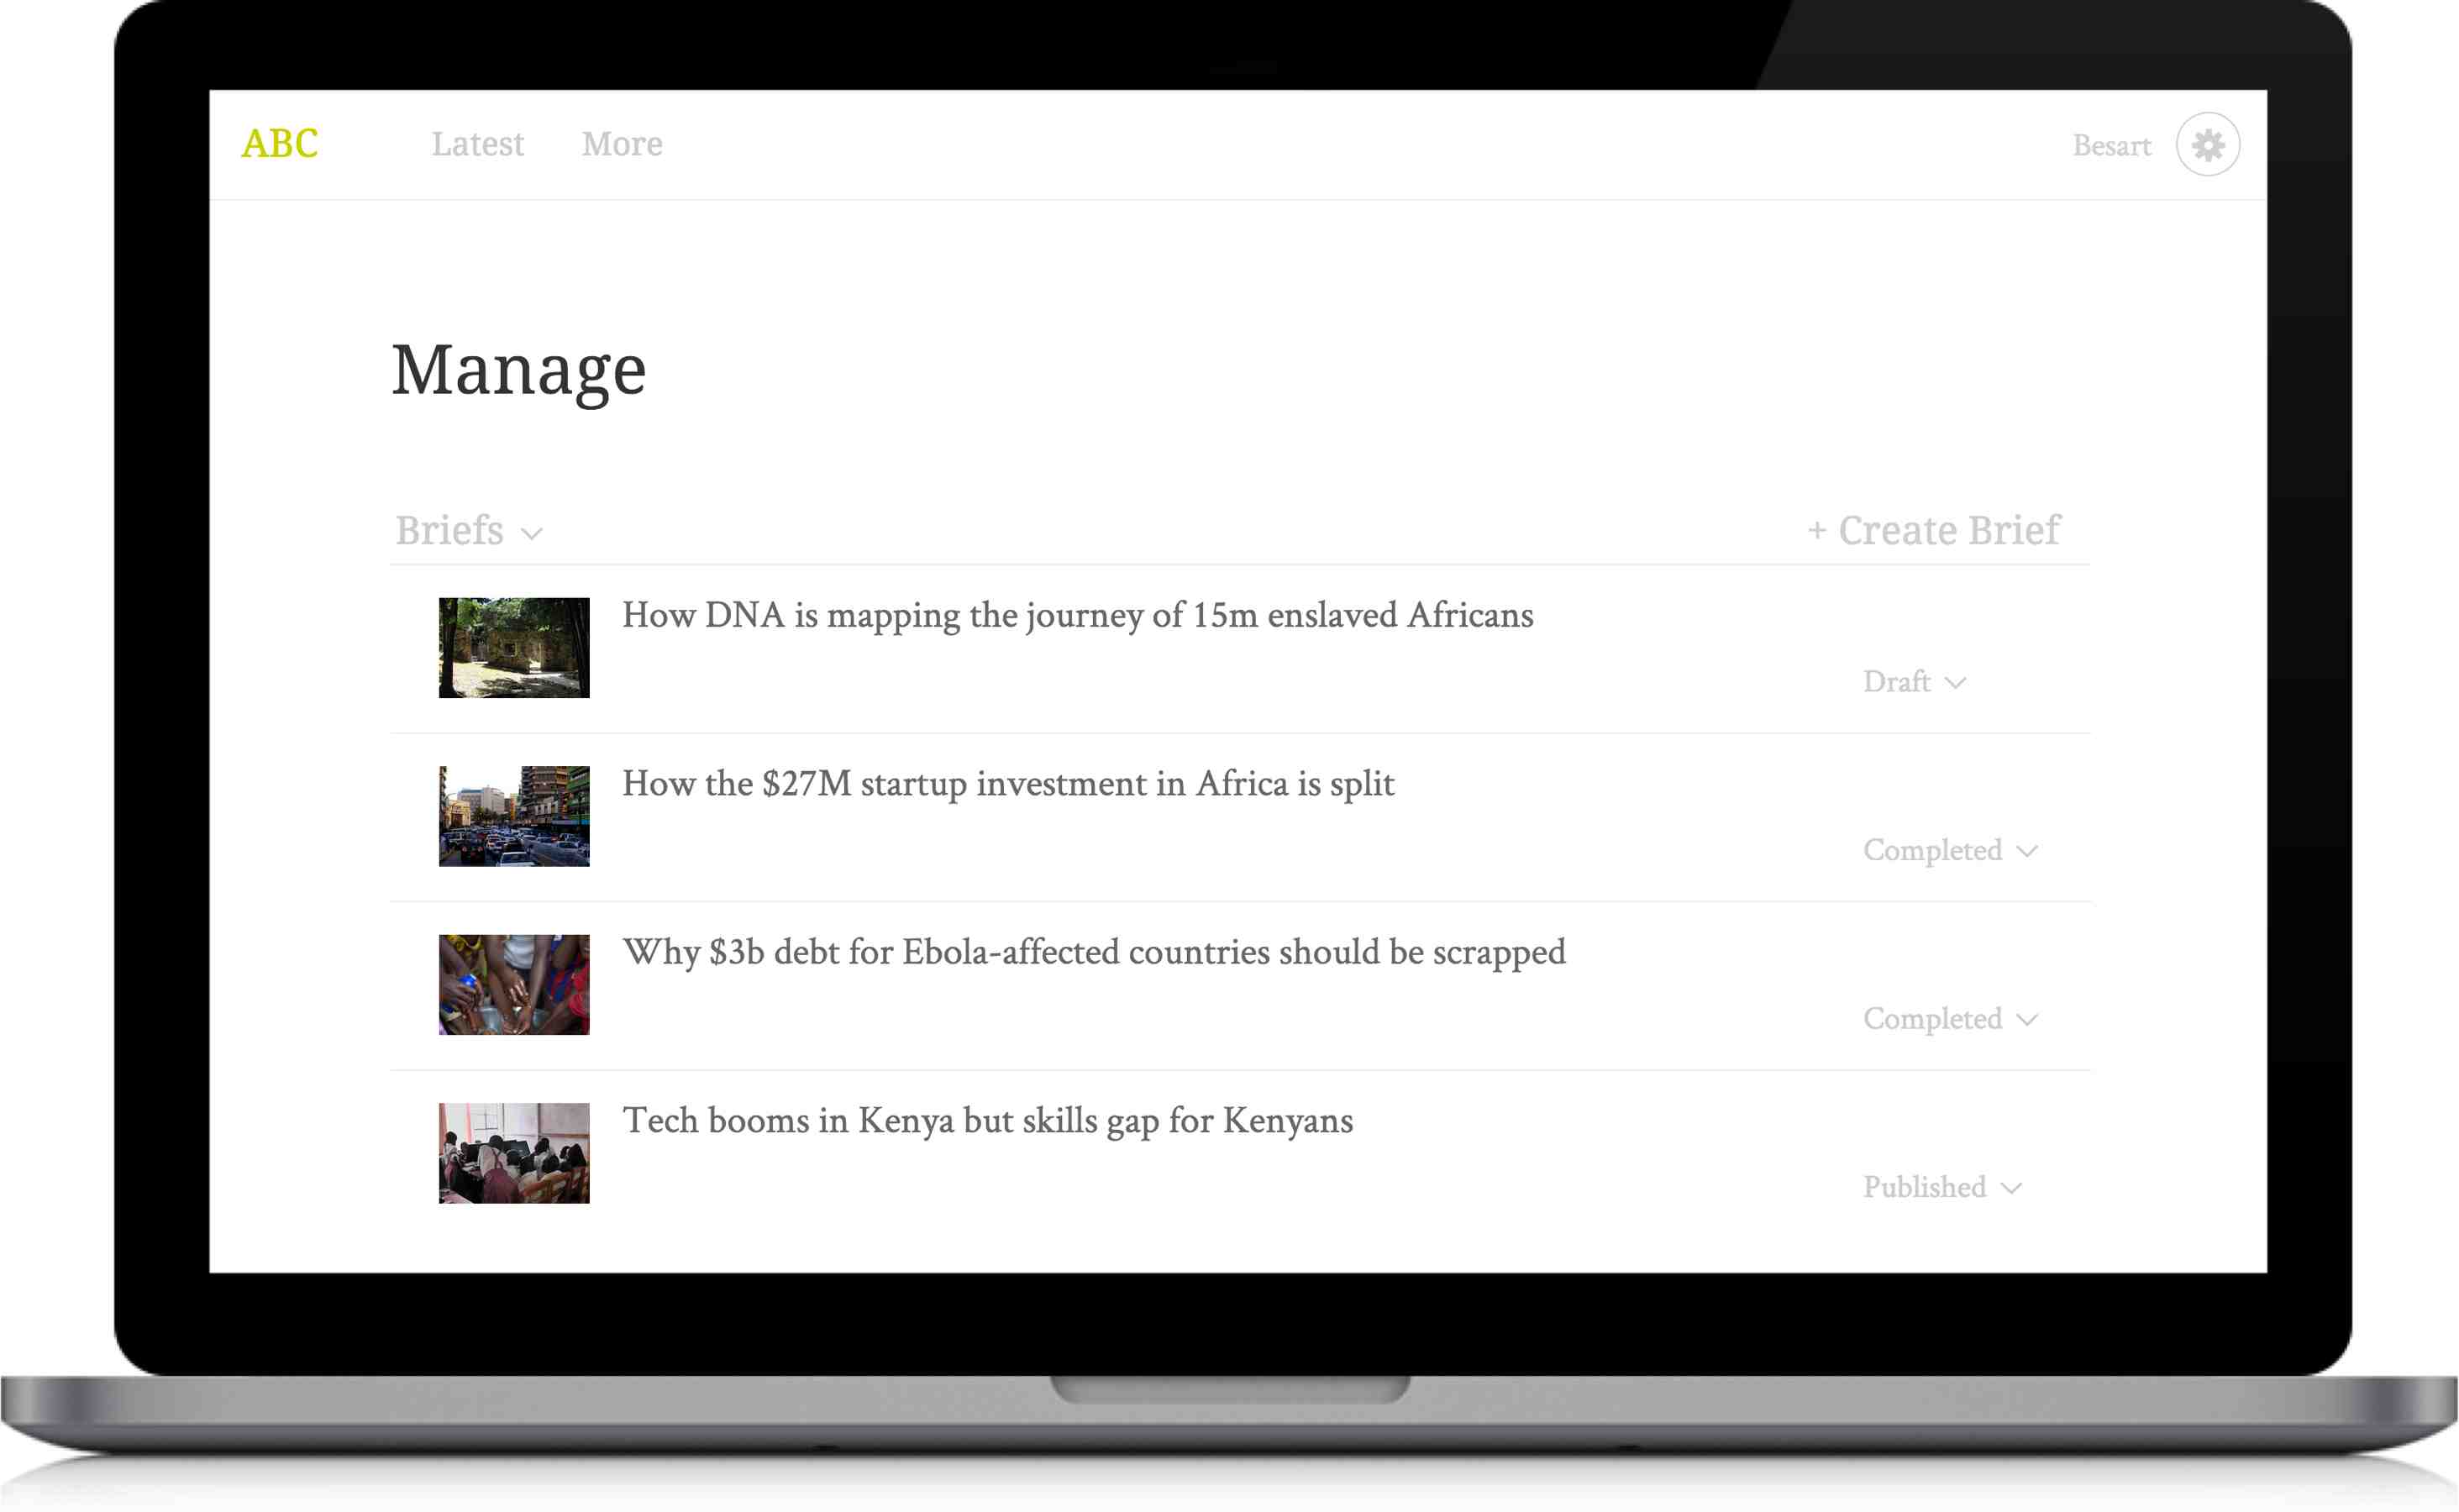 ABC Latest More Besart
Manage
Briefs + Create Brief
How DNA is mapping the journey of 15m enslaved Africans
Draft
How the $27M startup investment in Africa is split
Completed
Why $3b debt for Ebola-affected countries should be scrapped
Completed
Tech booms in Kenya but skills gap for Kenyans
Published